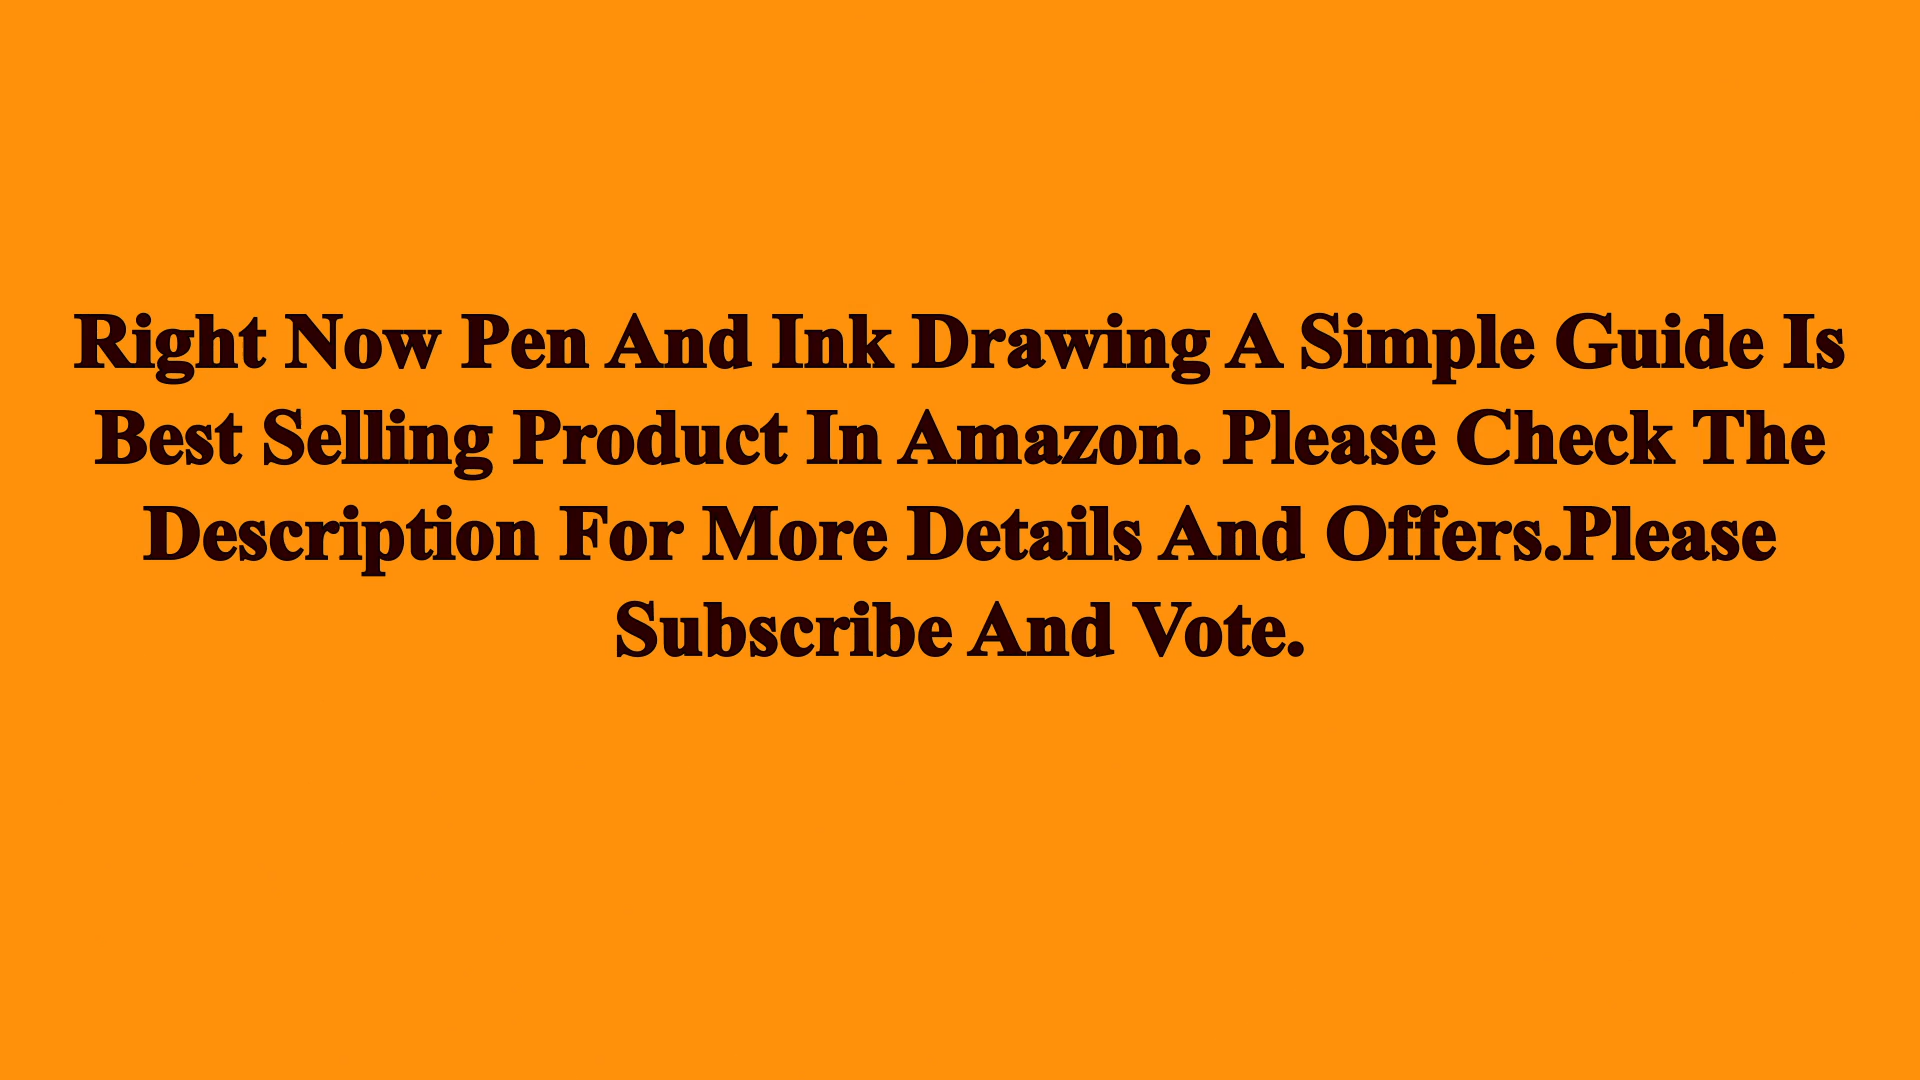 Right Now Pen And Ink Drawing A Simple Guide Is
Best Selling Product In Amazon. Please Check The
Description For More Details And Offers.Please
Subscribe And Vote.